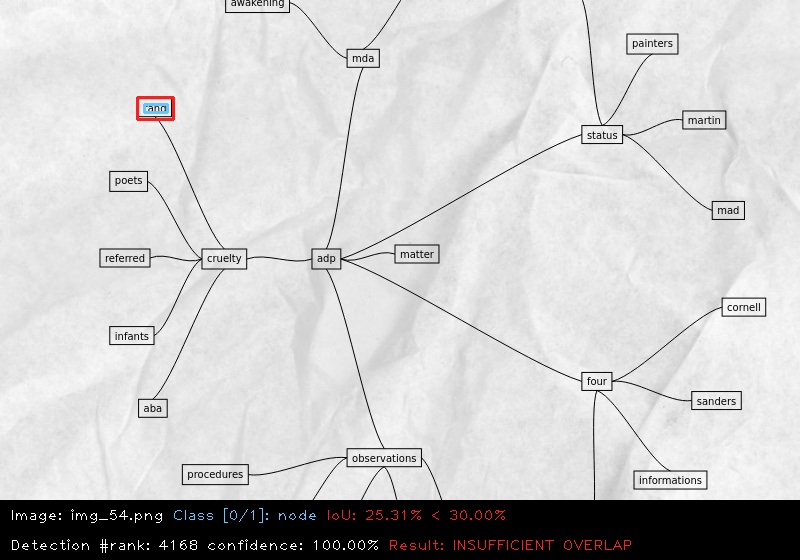 awakening
mda
painters
rang
martin
status
poets
mad
referred
cruelty
adp
matter
cornell
infants
four
aba
sanders
observations
procedures
informations
Image: img_54.png Class [0/1]: node IoU: 25.31% < 30.00%
Detection #rank: 4168 confidence: 100.00% Result: INSUFFICIENT OVERLAP